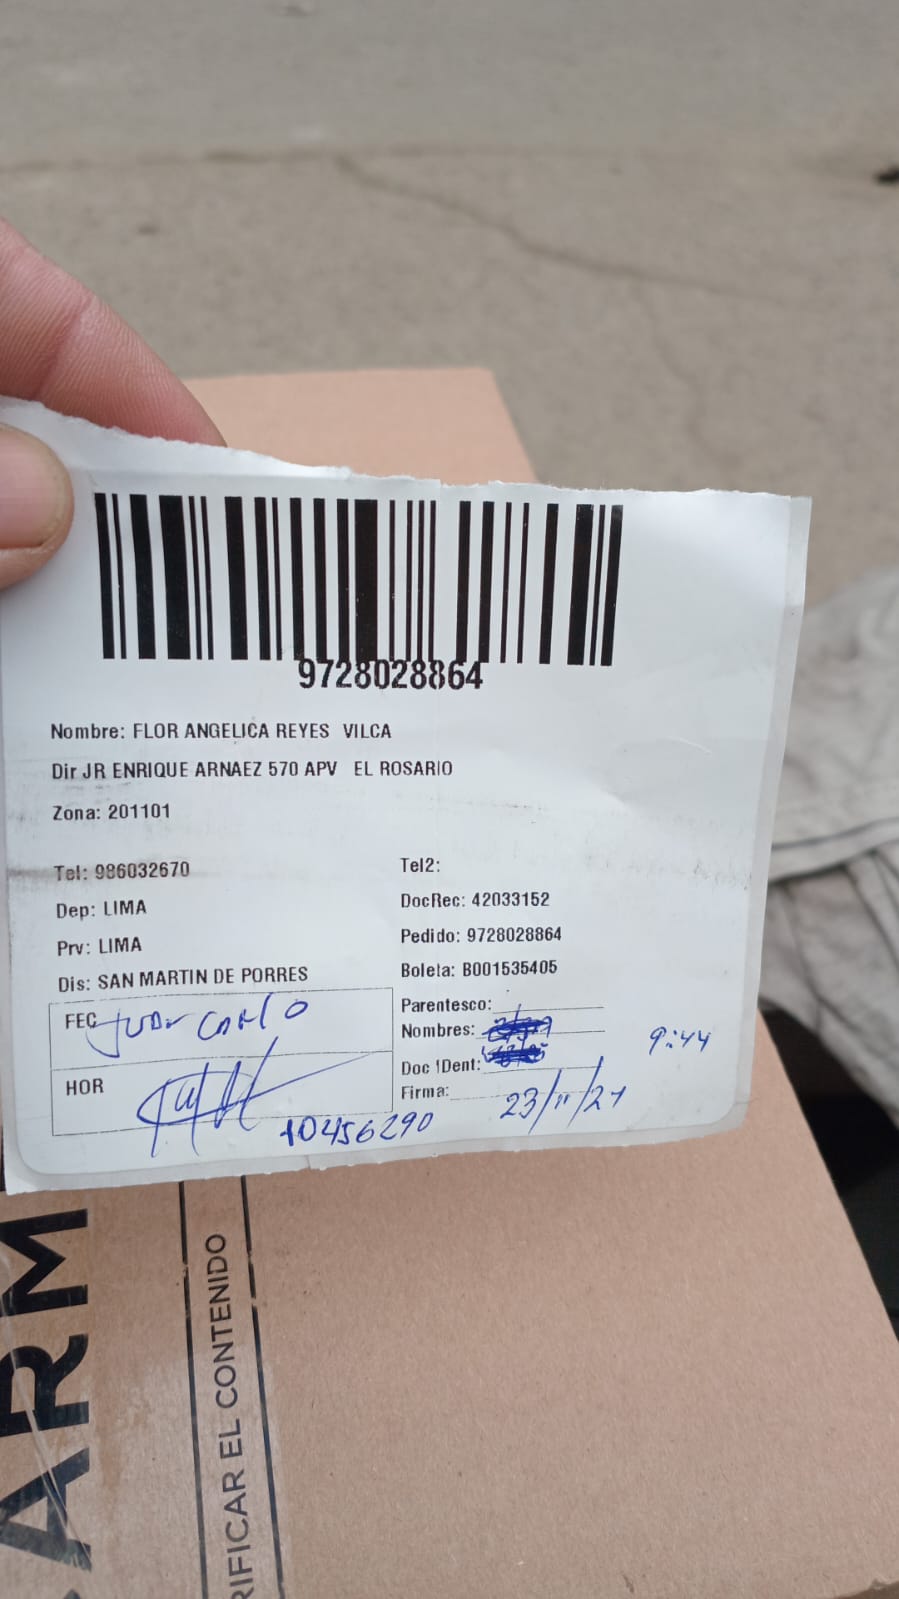 9728028864
Nombre: FLOR ANGELICA REYES VILCA
Dir JR ENRIQUE ARNAEZ 570 APV EL ROSARIO
Zona: 201101
Tel: 986032670
Tel2:
Dep: LIMA
DocRec: 42033152
Prv: LIMA
Pedido: 9728028864
Dis: SAN MARTIN DE PORRES
Boleta: B001535405
FEC Juan Carlo
Parentesco:
Nombres:
9:44
HOR
Doc IDent:
Firma:
10456290
23/11/21
ARM
RIFICAR EL CONTENIDO